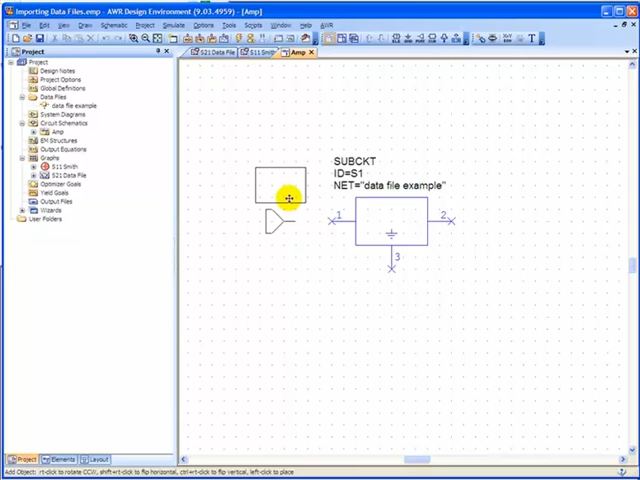 Importing Data Files.emp - AWR Design Environment (9.03.4959) - [Amp]
File Edit View Draw Schematic Project Simulate Options Tools Scripts Window Help AWR
Project
S21 Data File S11 Smith Amp
Project
Design Notes
Project Options
Global Definitions
Data Files
data file example
System Diagrams
Circuit Schematics
Amp
EM Structures
Output Equations
Graphs
S11 Smith
S21 Data File
Optimizer Goals
Yield Goals
Output Files
Wizards
User Folders
SUBCKT
ID=S1
NET="data file example"
1
2
3
Project Elements Layout
Add Object: rt-click to rotate CCW, shift+rt-click to flip horizontal, ctrl+rt-click to flip vertical, left-click to place